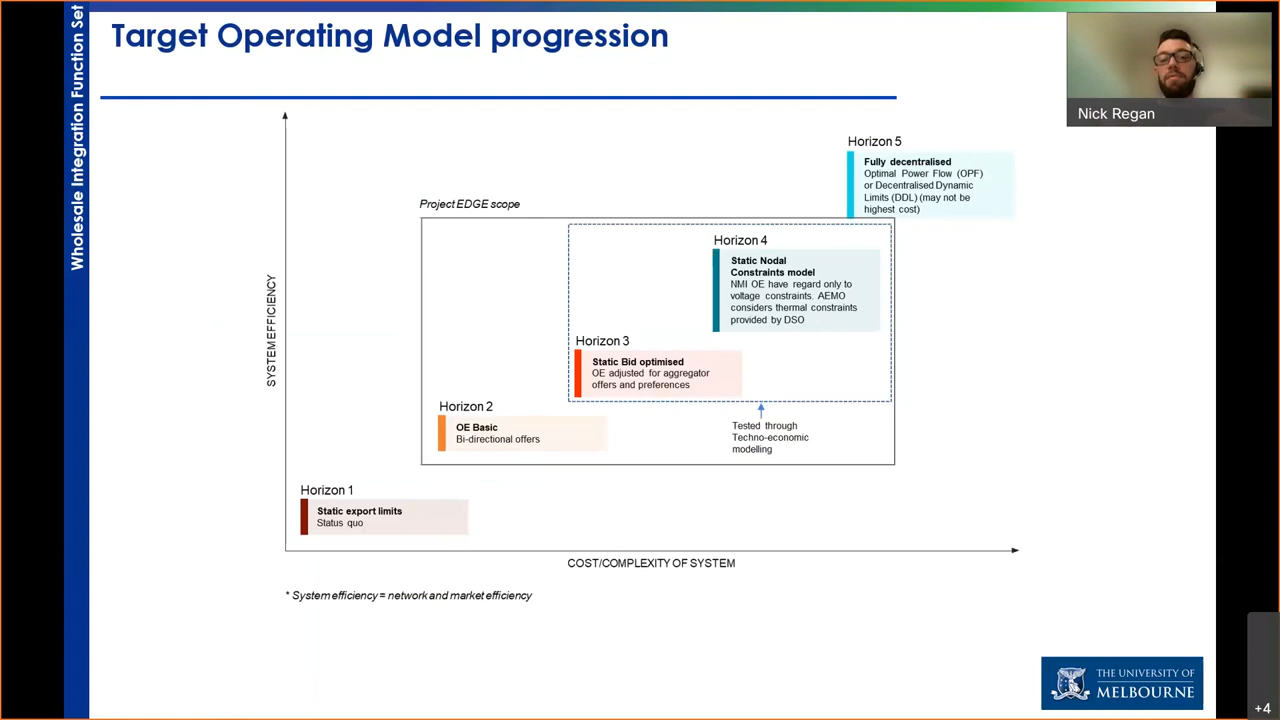 Wholesale Integration Function Set
Target Operating Model progression
Nick Regan
Horizon 5
Fully decentralised
Optimal Power Flow (OPF)
or Decentralised Dynamic
Limits (DDL) (may not be
highest cost)
Project EDGE scope
Horizon 4
Static Nodal
Constraints model
NMI OE have regard only to
voltage constraints. AEMO
considers thermal constraints
provided by DSO
SYSTEM EFFICIENCY
Horizon 3
Static Bid optimised
OE adjusted for aggregator
offers and preferences
Horizon 2
OE Basic
Bi-directional offers
Tested through
Techno-economic
modelling
Horizon 1
Static export limits
Status quo
COST/COMPLEXITY OF SYSTEM
* System efficiency = network and market efficiency
THE UNIVERSITY OF
MELBOURNE
+4